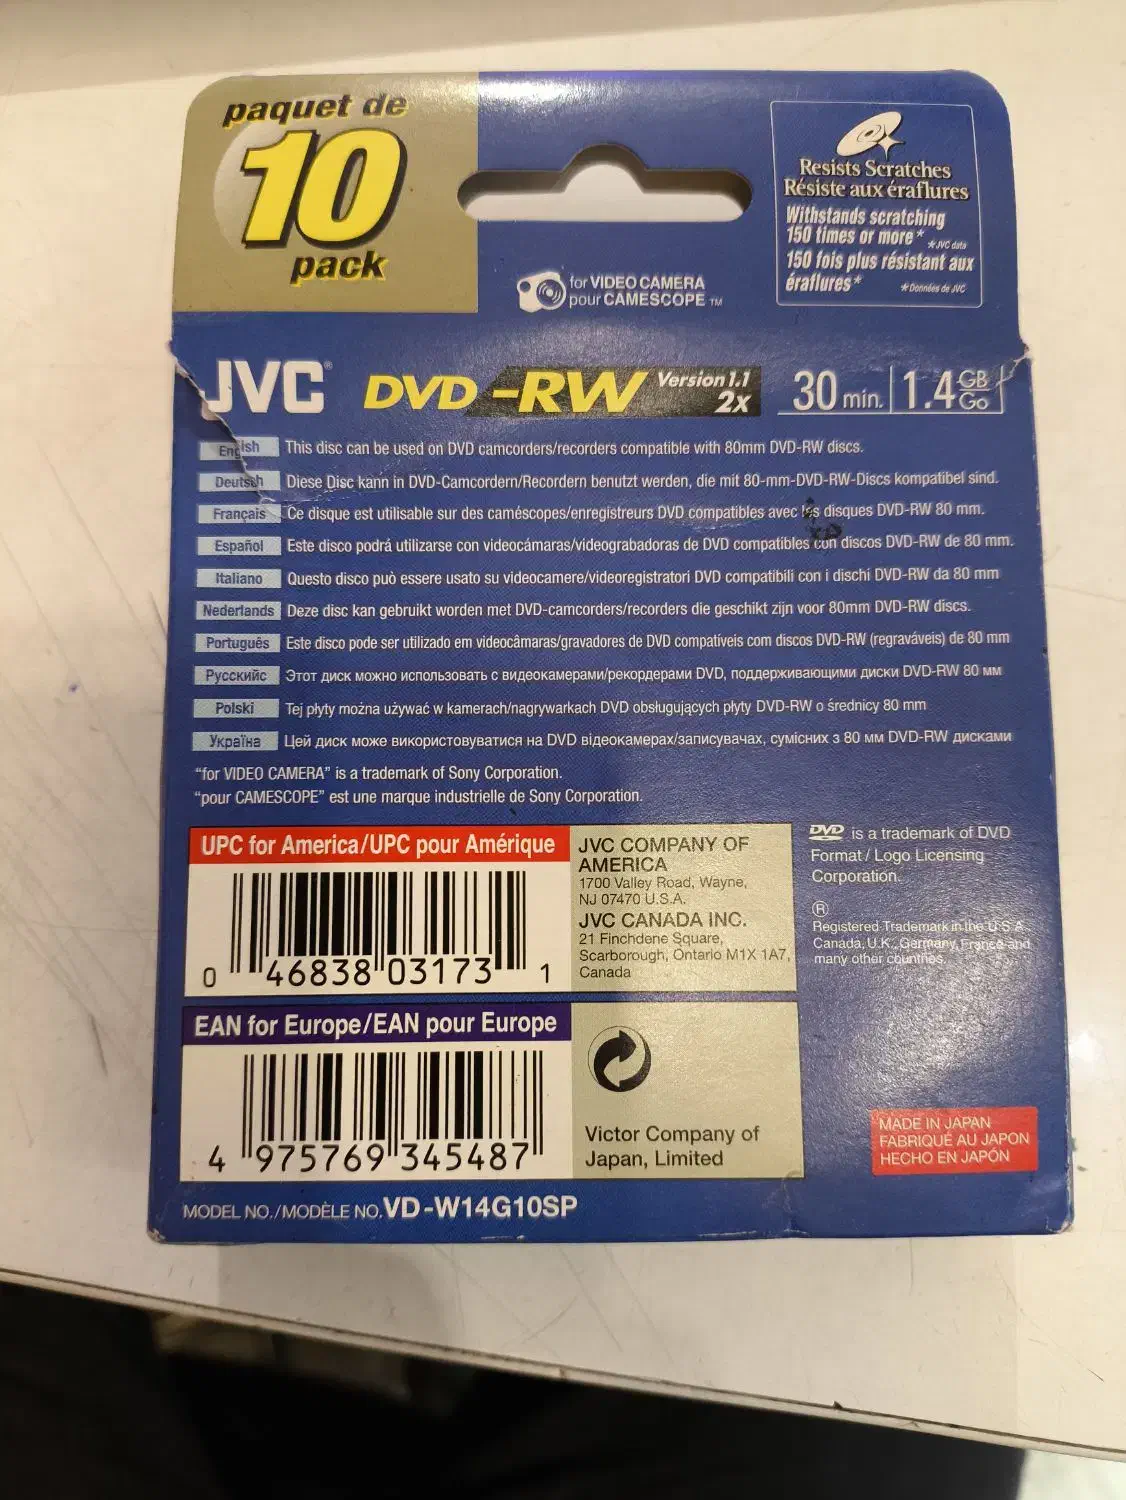 paquet de
10
pack
Resists Scratches
Résiste aux éraflures
Withstands scratching
150 times or more*
*JVC data
150 fois plus résistant aux
éraflures*
*Données de JVC
for VIDEO CAMERA
pour CAMESCOPE TM
JVC®
DVD-RW Version1.1
2x
30 min. 1.4 GB
Go
English This disc can be used on DVD camcorders/recorders compatible with 80mm DVD-RW discs.
Deutsch Diese Disc kann in DVD-Camcordern/Recordern benutzt werden, die mit 80-mm-DVD-RW-Discs kompatibel sind.
Français Ce disque est utilisable sur des caméscopes/enregistreurs DVD compatibles avec les disques DVD-RW 80 mm.
Español Este disco podrá utilizarse con videocámaras/videograbadoras de DVD compatibles con discos DVD-RW de 80 mm.
Italiano Questo disco può essere usato su videocamere/videoregistratori DVD compatibili con i dischi DVD-RW da 80 mm
Nederlands Deze disc kan gebruikt worden met DVD-camcorders/recorders die geschikt zijn voor 80mm DVD-RW discs.
Português Este disco pode ser utilizado em videocâmaras/gravadores de DVD compatíveis com discos DVD-RW (regraváveis) de 80 mm
Русскийс Этот диск можно использовать с видеокамерами/рекордерами DVD, поддерживающими диски DVD-RW 80 мм
Polski Tej płyty można używać w kamerach/nagrywarkach DVD obsługujących płyty DVD-RW o średnicy 80 mm
Україна Цей диск може використовуватися на DVD відеокамерах/записувачах, сумісних з 80 мм DVD-RW дисками
"for VIDEO CAMERA" is a trademark of Sony Corporation.
"pour CAMESCOPE" est une marque industrielle de Sony Corporation.
UPC for America/UPC pour Amérique
0 46838 03173 1
JVC COMPANY OF
AMERICA
1700 Valley Road, Wayne,
NJ 07470 U.S.A.
JVC CANADA INC.
21 Finchdene Square,
Scarborough, Ontario M1X 1A7,
Canada
DVD is a trademark of DVD
Format / Logo Licensing
Corporation.
®
Registered Trademark in the U.S.A.,
Canada, U.K., Germany, France and
many other countries.
EAN for Europe/EAN pour Europe
4 975769 345487
Victor Company of
Japan, Limited
MADE IN JAPAN
FABRIQUÉ AU JAPON
HECHO EN JAPÓN
MODEL NO./MODÈLE NO. VD-W14G10SP